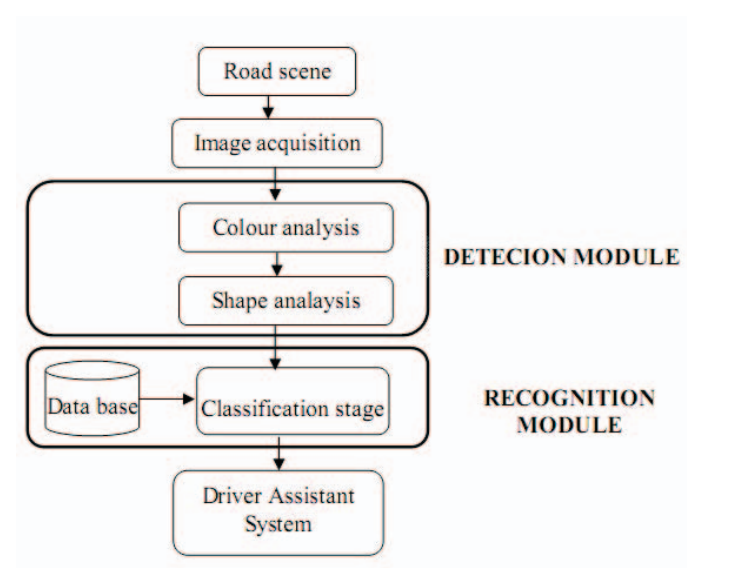 Road scene
Image acquisition
Colour analysis
DETECION MODULE
Shape analaysis
Data base
Classification stage
RECOGNITION
MODULE
Driver Assistant
System